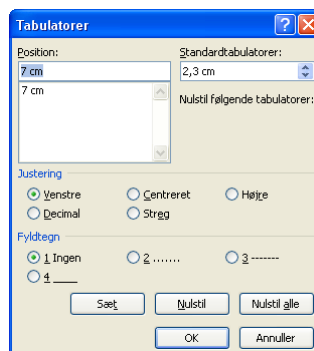 Tabulatorer
Position: Standardtabulatorer:
7 cm 2,3 cm
7 cm
Nulstil følgende tabulatorer:
Justering
Venstre Centreret Højre
Decimal Streg
Fyldtegn
1 Ingen 2 ....... 3 -------
4 ____
Sæt Nulstil Nulstil alle
OK Annuller